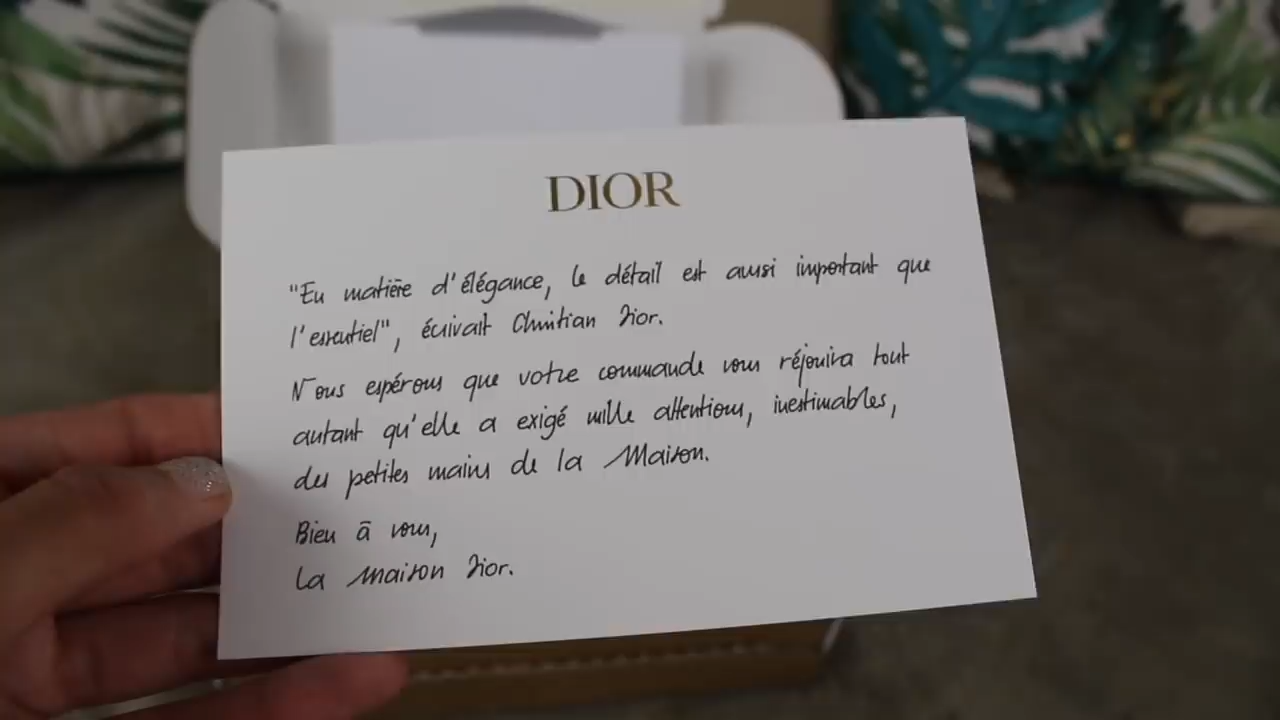 DIOR
"En matière d'élégance, le détail est aussi important que
l'essentiel", écrivait Christian Dior.
Nous espérons que votre commande vous réjouira tout
autant qu'elle a exigé mille attentions, inestimables,
des petites mains de la Maison.
Bien à vous,
La Maison Dior.